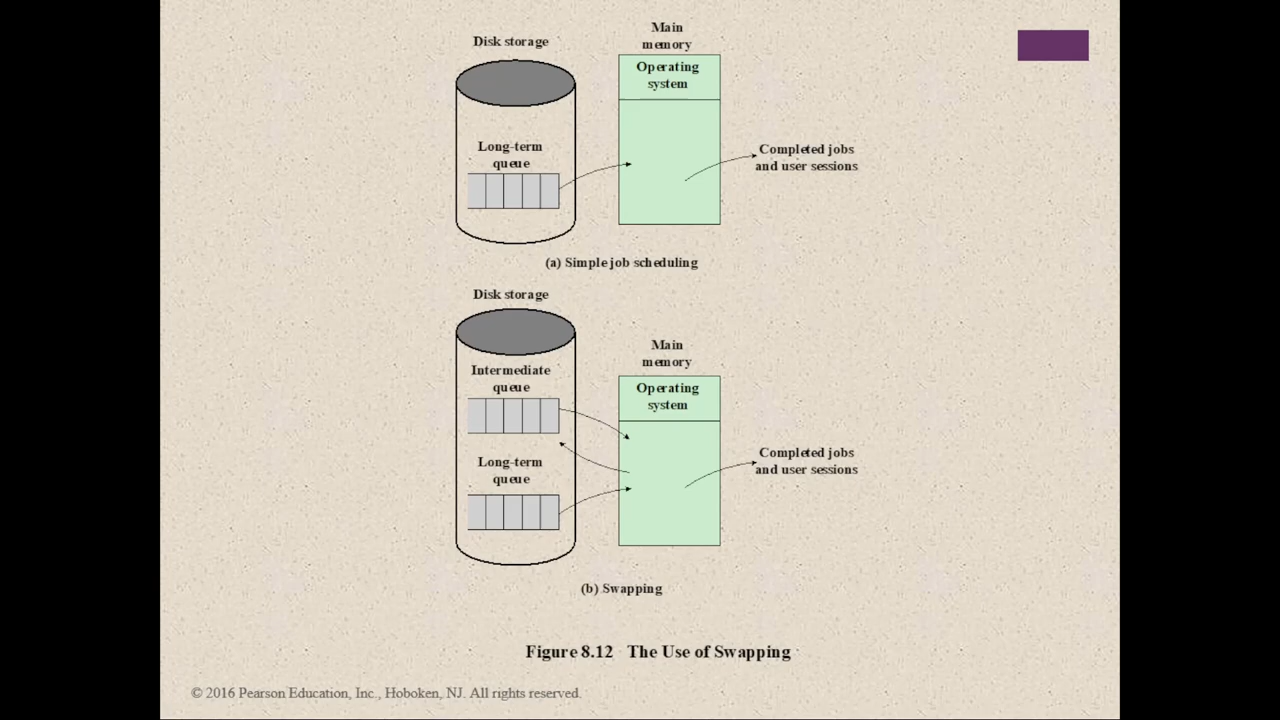 Disk storage
Main
memory
Operating
system
Long-term
queue
Completed jobs
and user sessions
(a) Simple job scheduling
Disk storage
Main
memory
Intermediate
queue
Operating
system
Long-term
queue
Completed jobs
and user sessions
(b) Swapping
Figure 8.12 The Use of Swapping
© 2016 Pearson Education, Inc., Hoboken, NJ. All rights reserved.